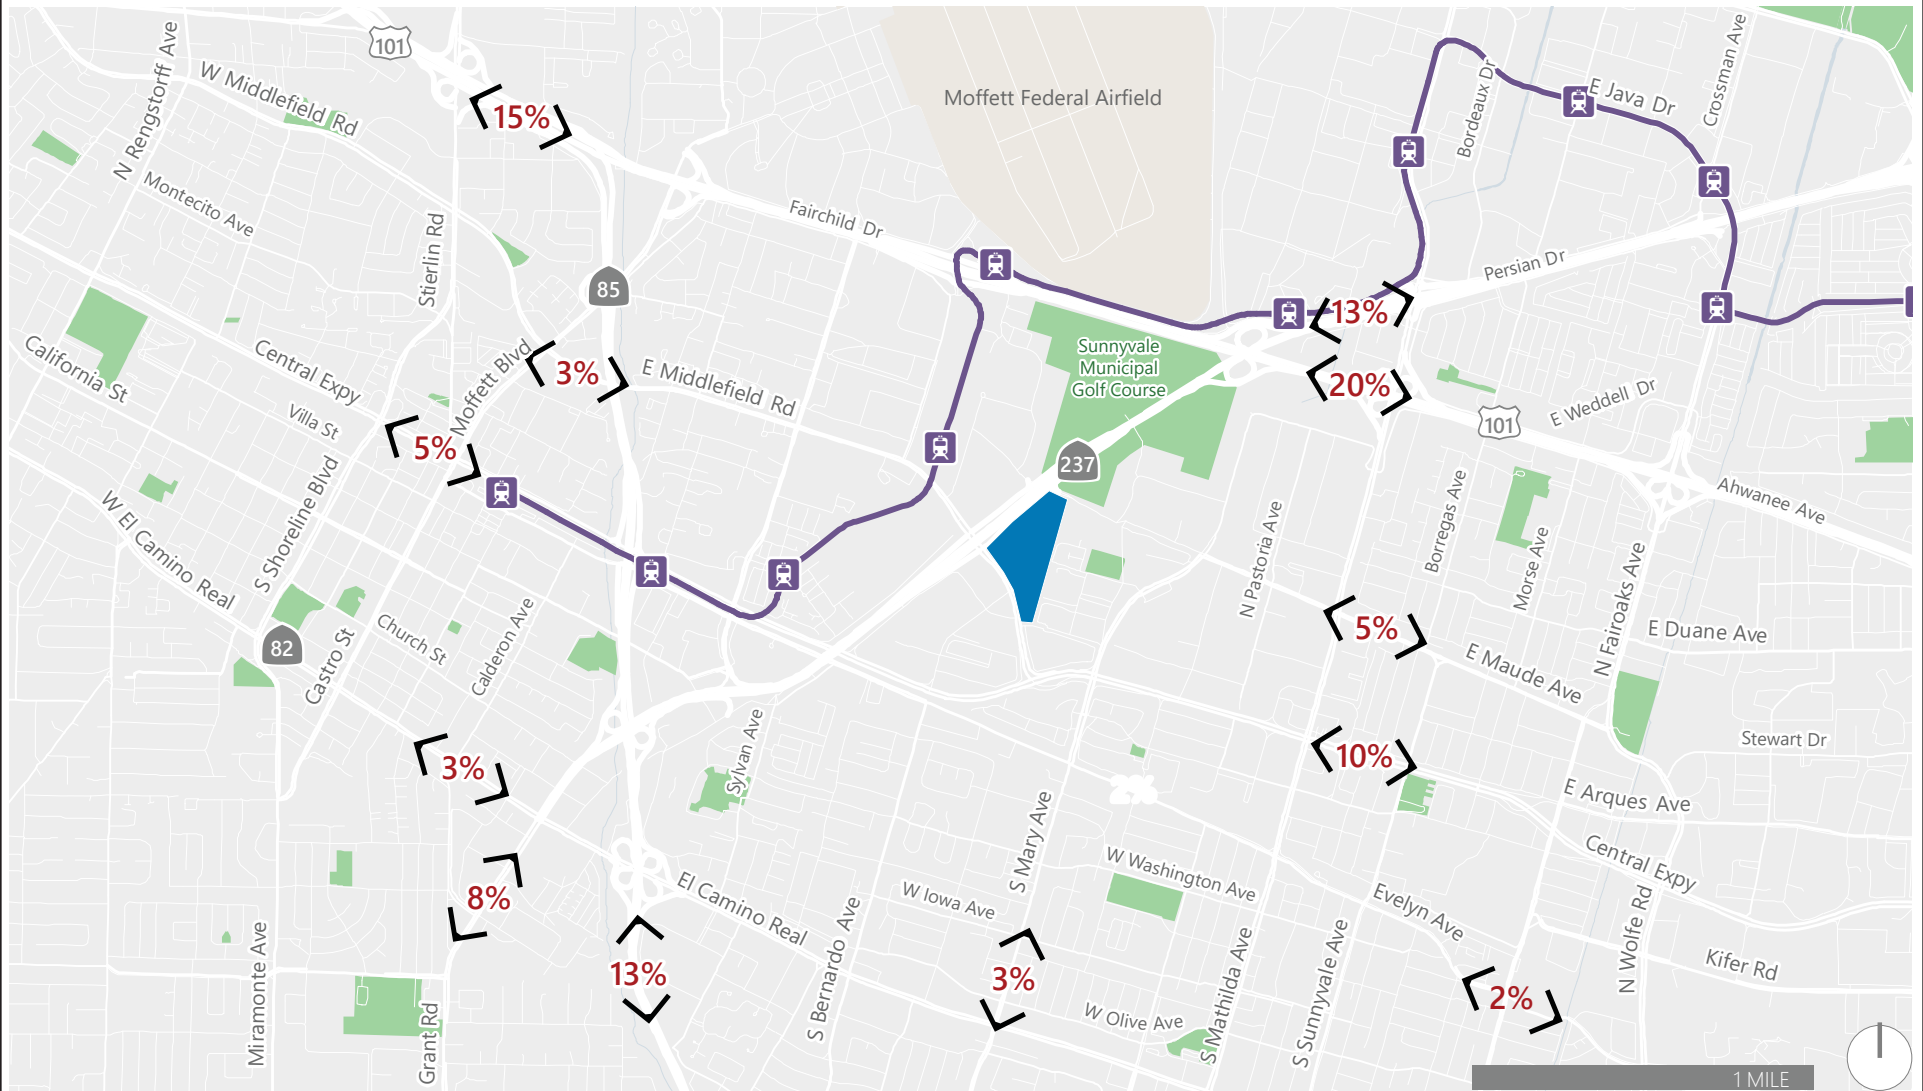 101
N Rengstorff Ave
W Middlefield Rd
15%
Moffett Federal Airfield
Bordeaux Dr
E Java Dr
Crossman Ave
Montecito Ave
Stierlin Rd
Fairchild Dr
Persian Dr
85
13%
California St
Central Expy
Villa St
Moffett Blvd
3%
E Middlefield Rd
Sunnyvale
Municipal
Golf Course
20%
101
E Weddell Dr
5%
237
W El Camino Real
S Shoreline Blvd
N Pastoria Ave
Borregas Ave
Morse Ave
Ahwanee Ave
N Fairoaks Ave
82
Castro St
Church St
Calderon Ave
5%
E Maude Ave
E Duane Ave
3%
Sylvan Ave
10%
Stewart Dr
E Arques Ave
Central Expy
8%
El Camino Real
S Mary Ave
W Washington Ave
W Iowa Ave
Evelyn Ave
Miramonte Ave
Grant Rd
13%
S Bernardo Ave
3%
W Olive Ave
S Mathilda Ave
S Sunnyvale Ave
2%
N Wolfe Rd
Kifer Rd
1 MILE